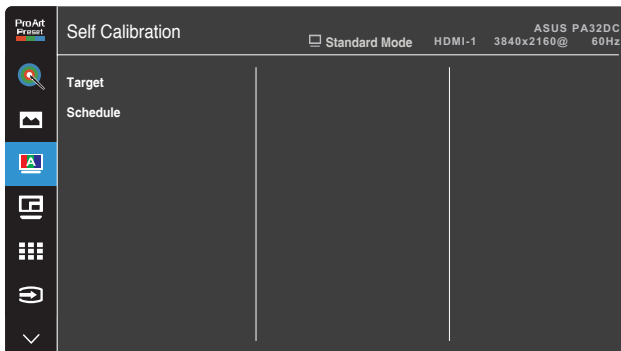 ProArt
Preset
Self Calibration
Standard Mode HDMI-1 ASUS PA32DC
3840x2160@ 60Hz
Target
Schedule
A